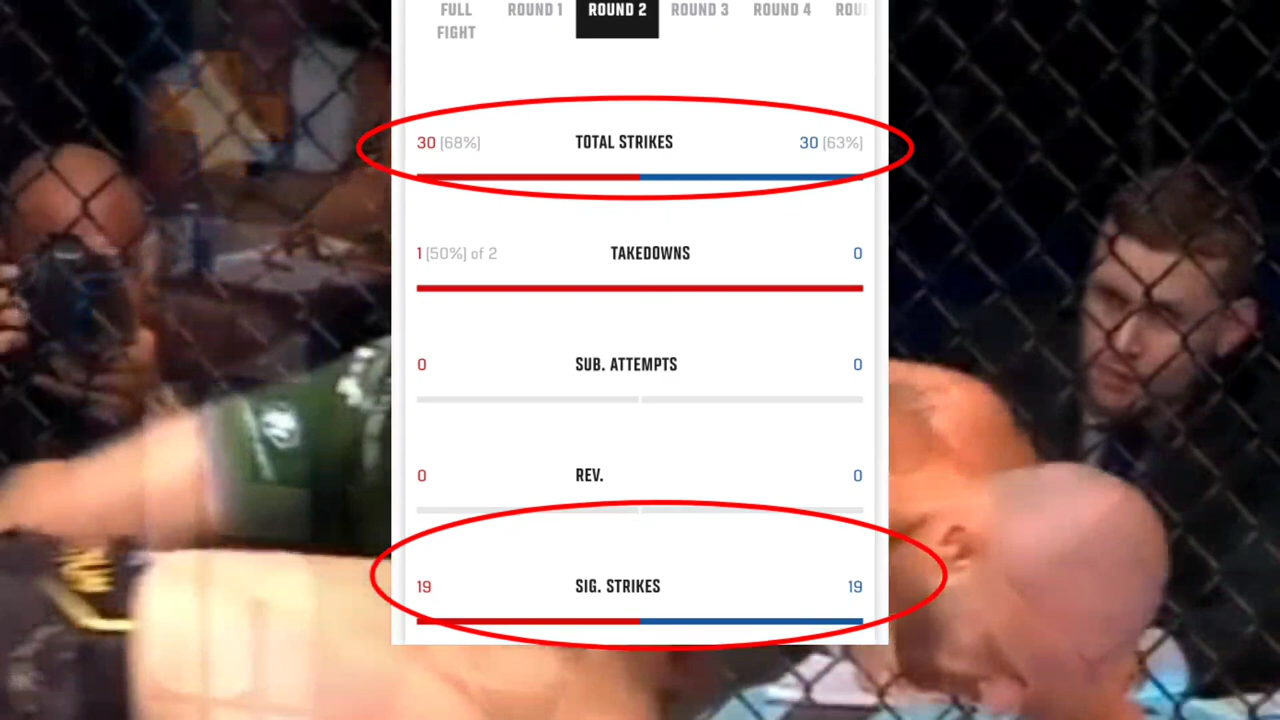 FULL FIGHT ROUND 1 ROUND 2 ROUND 3 ROUND 4 ROU
30 [68%] TOTAL STRIKES 30 [63%]
1 [50%] of 2 TAKEDOWNS 0
0 SUB. ATTEMPTS 0
0 REV. 0
19 SIG. STRIKES 19